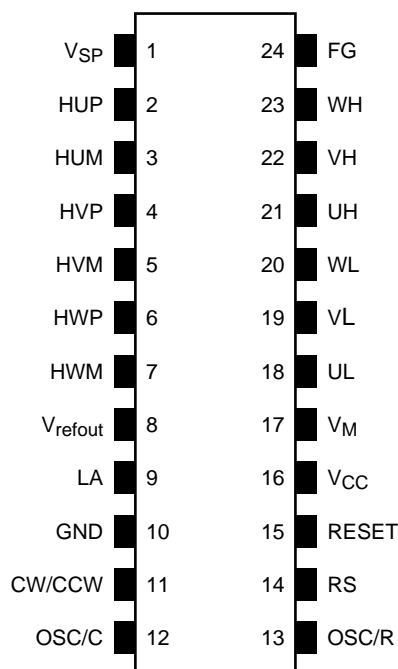 VSP 1 24 FG
HUP 2 23 WH
HUM 3 22 VH
HVP 4 21 UH
HVM 5 20 WL
HWP 6 19 VL
HWM 7 18 UL
Vrefout 8 17 VM
LA 9 16 VCC
GND 10 15 RESET
CW/CCW 11 14 RS
OSC/C 12 13 OSC/R